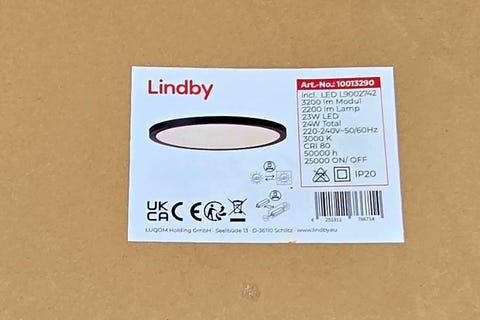 Lindby
Art.-No.: 10013290
incl. LED L9002742
3200 lm Modul
2200 lm Lamp
23W LED
24W Total
220-240V~50/60Hz
3000 K
CRI 80
50000 h
25000 ON/ OFF
IP20
UK
CA CE
LUQOM Holding GmbH · Seelbüde 13 · D-36110 Schlitz · www.lindby.eu